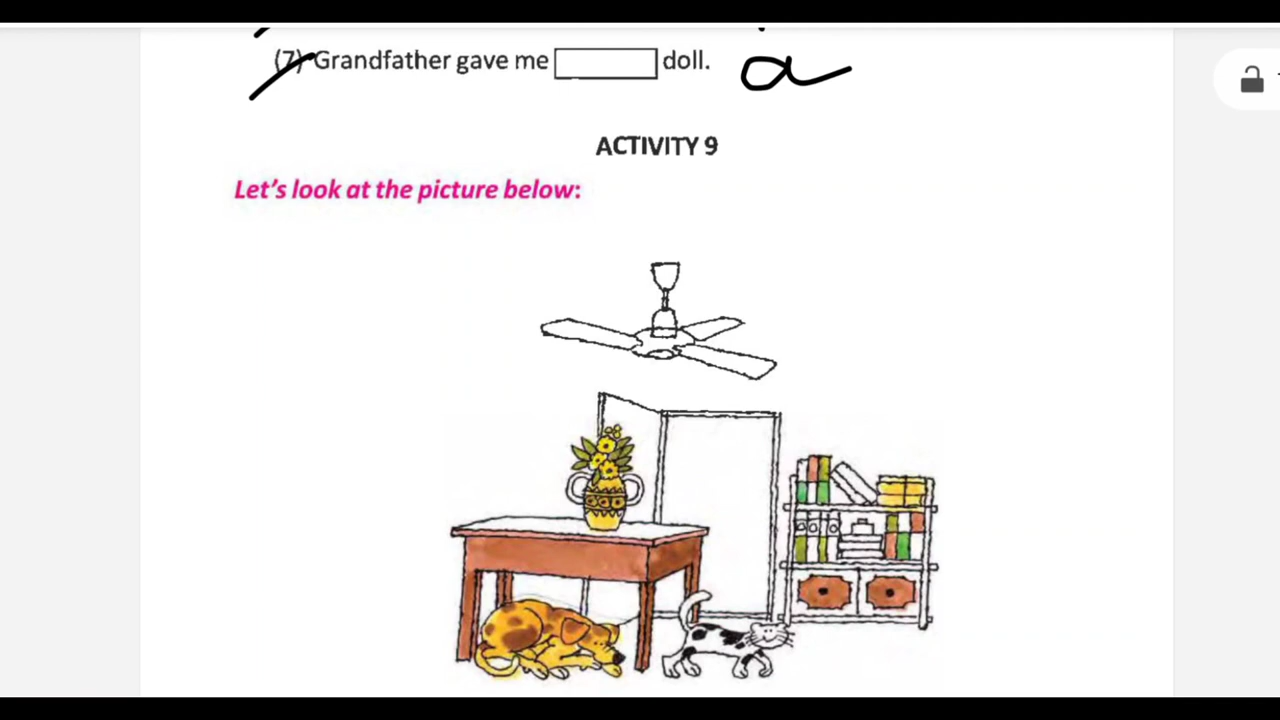 (7) Grandfather gave me doll. a
ACTIVITY 9
Let's look at the picture below: